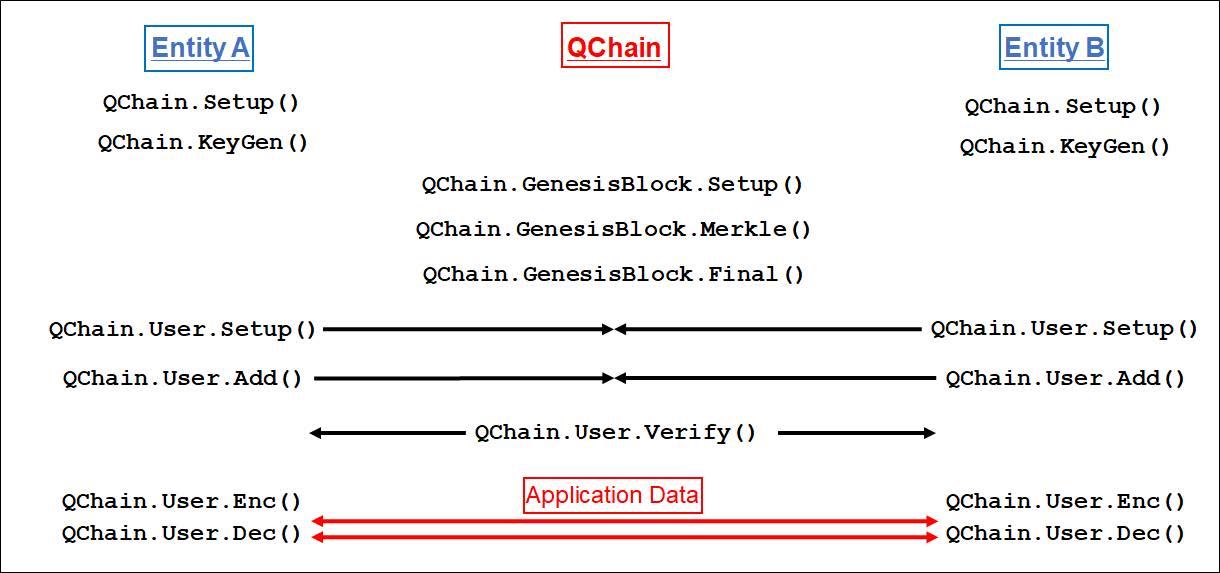 Entity A QChain Entity B
QChain.Setup() QChain.Setup()
QChain.KeyGen() QChain.KeyGen()
QChain.GenesisBlock.Setup()
QChain.GenesisBlock.Merkle()
QChain.GenesisBlock.Final()
QChain.User.Setup() QChain.User.Setup()
QChain.User.Add() QChain.User.Add()
QChain.User.Verify()
Application Data
QChain.User.Enc() QChain.User.Enc()
QChain.User.Dec() QChain.User.Dec()